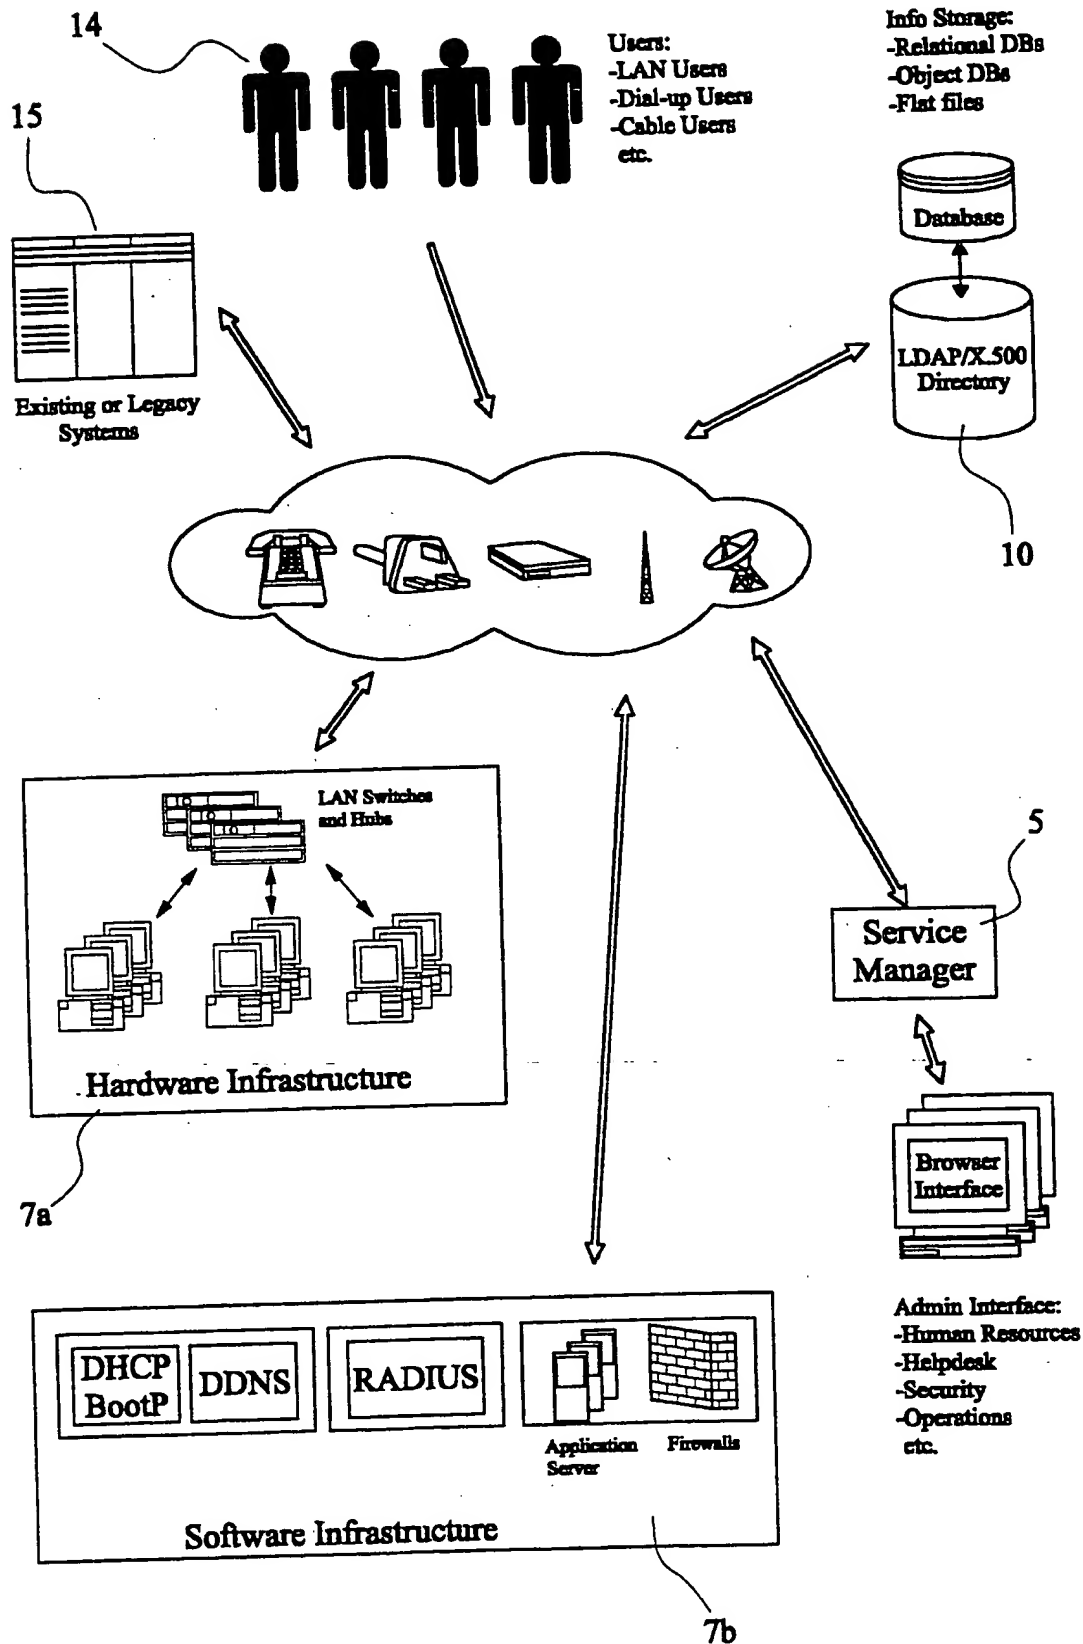 14
Users:
-LAN Users
-Dial-up Users
-Cable Users
etc.
Info Storage:
-Relational DBs
-Object DBs
-Flat files
15
Database
LDAP/X.500
Directory
Existing or Legacy
Systems
10
LAN Switches
and Hubs
5
Service
Manager
Hardware Infrastructure
7a
Browser
Interface
Admin Interface:
-Human Resources
-Helpdesk
-Security
-Operations
etc.
DHCP
BootP
DDNS
RADIUS
Application
Server
Firewalls
Software Infrastructure
7b